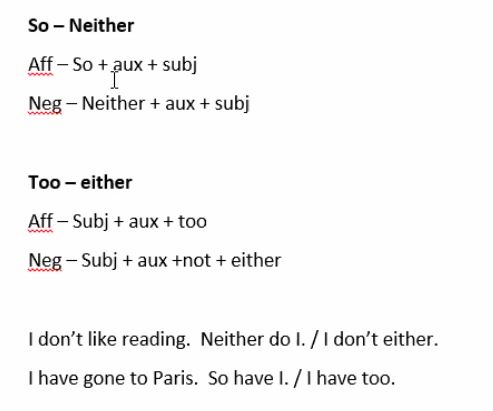 So – Neither
Aff – So + aux + subj
Neg – Neither + aux + subj
Too – either
Aff – Subj + aux + too
Neg – Subj + aux +not + either
I don’t like reading.  Neither do I. / I don’t either.
I have gone to Paris.  So have I. / I have too.